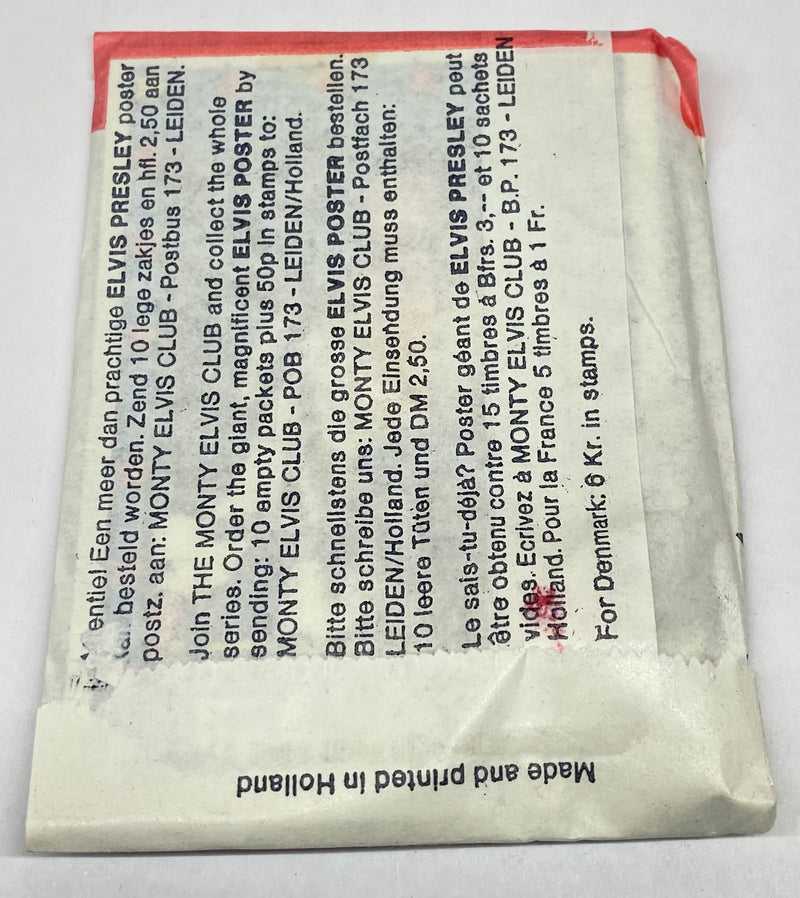 entie! Een meer dan prachtige ELVIS PRESLEY poster
besteld worden. Zend 10 lege zakjes en hfl. 2,50 aan
postz. aan: MONTY ELVIS CLUB - Postbus 173 - LEIDEN.
Join THE MONTY ELVIS CLUB and collect the whole
series. Order the giant, magnificent ELVIS POSTER by
sending: 10 empty packets plus 50p in stamps to:
MONTY ELVIS CLUB - POB 173 - LEIDEN/Holland.
Bitte schnellstens die grosse ELVIS POSTER bestellen.
Bitte schreibe uns: MONTY ELVIS CLUB - Postfach 173
LEIDEN/Holland. Jede Einsendung muss enthalten:
10 leere Tüten und DM 2,50.
Le sais-tu-déjà? Poster géant de ELVIS PRESLEY peut
être obtenu contre 15 timbres à Bfrs. 3,-- et 10 sachets
vides. Ecrivez à MONTY ELVIS CLUB - B.P. 173 - LEIDEN
Holland. Pour la France 5 timbres à 1 Fr.
For Denmark: 6 Kr. in stamps.
Made and printed in Holland